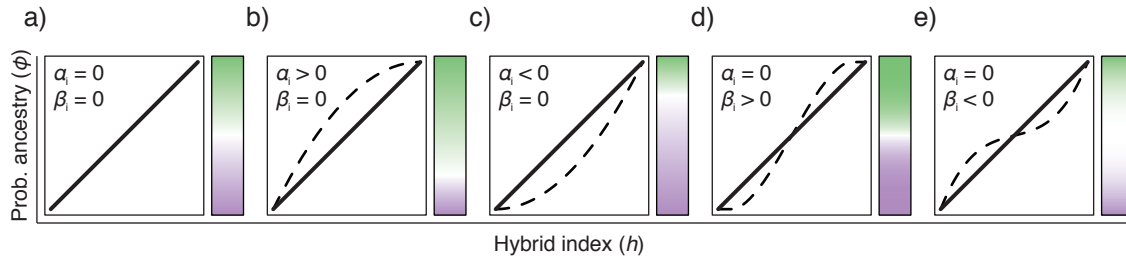 a)
b)
c)
d)
e)
Prob. ancestry (ϕ)
αᵢ = 0
βᵢ = 0
αᵢ > 0
βᵢ = 0
αᵢ < 0
βᵢ = 0
αᵢ = 0
βᵢ > 0
αᵢ = 0
βᵢ < 0
Hybrid index (h)